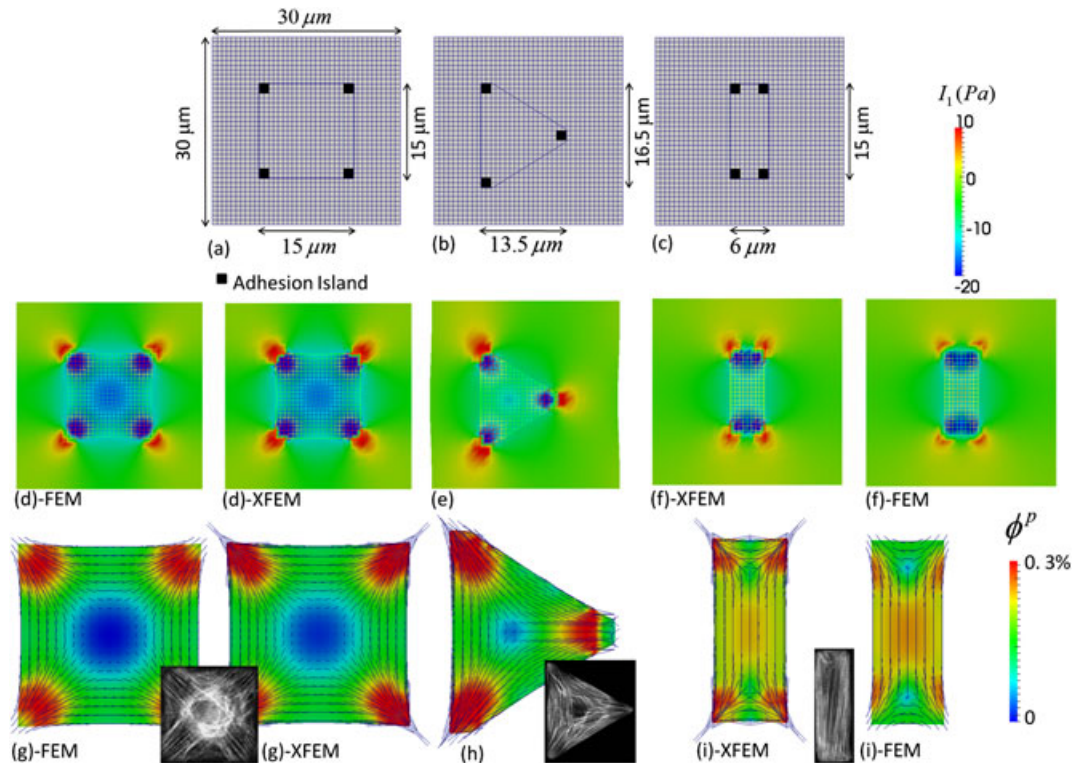 30 μm
30 μm
15 μm
16.5 μm
15 μm
I₁(Pa)
10
0
-10
-20
(a)
(b)
(c)
15 μm
13.5 μm
6 μm
Adhesion Island
(d)-FEM
(d)-XFEM
(e)
(f)-XFEM
(f)-FEM
ϕᵖ
0. 3%
0
(g)-FEM
(g)-XFEM
(h)
(i)-XFEM
(i)-FEM